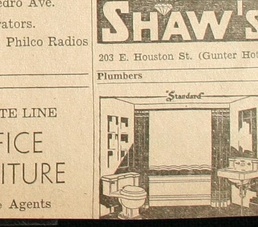 edro Ave.
ators.
Philco Radios
TE LINE
FICE
ITURE
Agents
SHAW'S
203 E. Houston St. (Gunter Hot
Plumbers
"Standard"